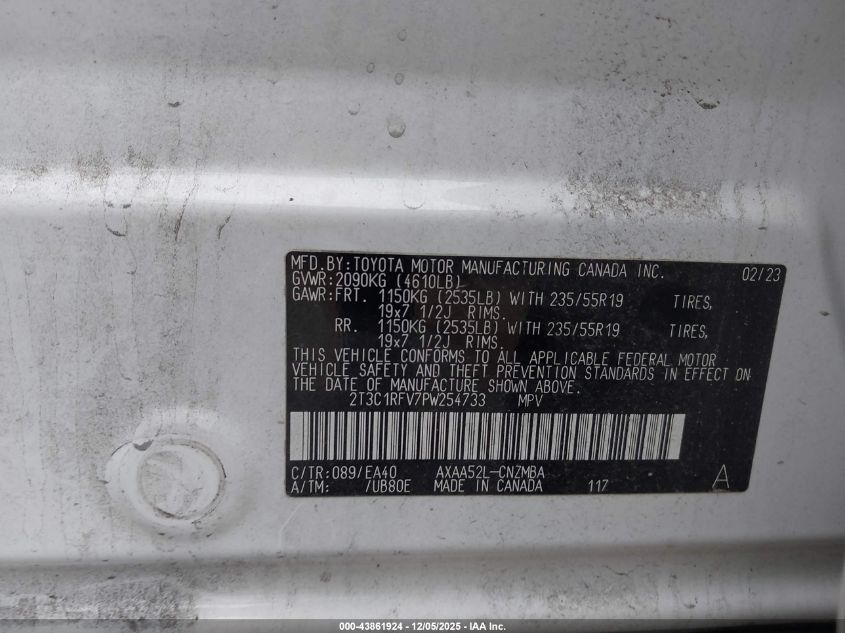 MFD.BY:TOYOTA MOTOR MANUFACTURING CANADA INC. 02/23
GVWR:2090KG (4610LB)
GAWR:FRT. 1150KG (2535LB) WITH 235/55R19 TIRES,
19x7 1/2J RIMS.
RR. 1150KG (2535LB) WITH 235/55R19 TIRES,
19x7 1/2J RIMS.
THIS VEHICLE CONFORMS TO ALL APPLICABLE FEDERAL MOTOR
VEHICLE SAFETY AND THEFT PREVENTION STANDARDS IN EFFECT ON
THE DATE OF MANUFACTURE SHOWN ABOVE.
2T3C1RFV7PW254733 MPV
C/TR:089/EA40 AXAA52L-CNZMBA
A/TM: /UB80E MADE IN CANADA 117 A
000-43861924 - 12/05/2025 - IAA Inc.